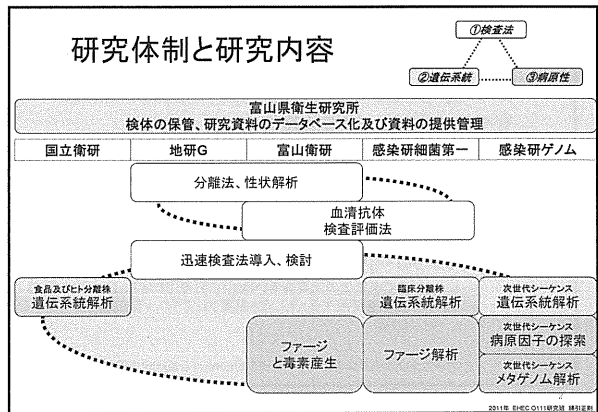 研究体制と研究内容
①検査法
②遺伝系統
③病原性
富山県衛生研究所
検体の保管、研究資料のデータベース化及び資料の提供管理
国立衛研 地研G 富山衛研 感染研細菌第一 感染研ゲノム
分離法、性状解析
血清抗体
検査評価法
迅速検査法導入、検討
食品及びヒト分離株
遺伝系統解析
臨床分離株
遺伝系統解析
次世代シーケンス
遺伝系統解析
ファージ
と毒素産生
ファージ解析
次世代シーケンス
病原因子の探索
次世代シーケンス
メタゲノム解析
2011年 EHEC O111研究班 綿引正則